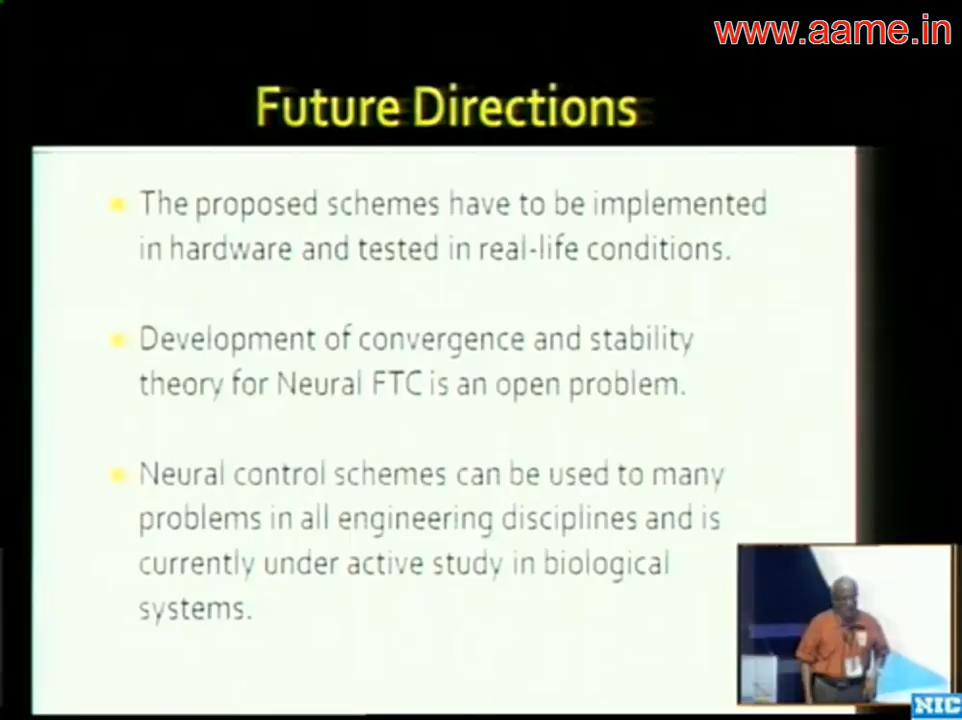 www.aame.in
Future Directions
The proposed schemes have to be implemented
in hardware and tested in real-life conditions.
Development of convergence and stability
theory for Neural FTC is an open problem.
Neural control schemes can be used to many
problems in all engineering disciplines and is
currently under active study in biological
systems.
NIC